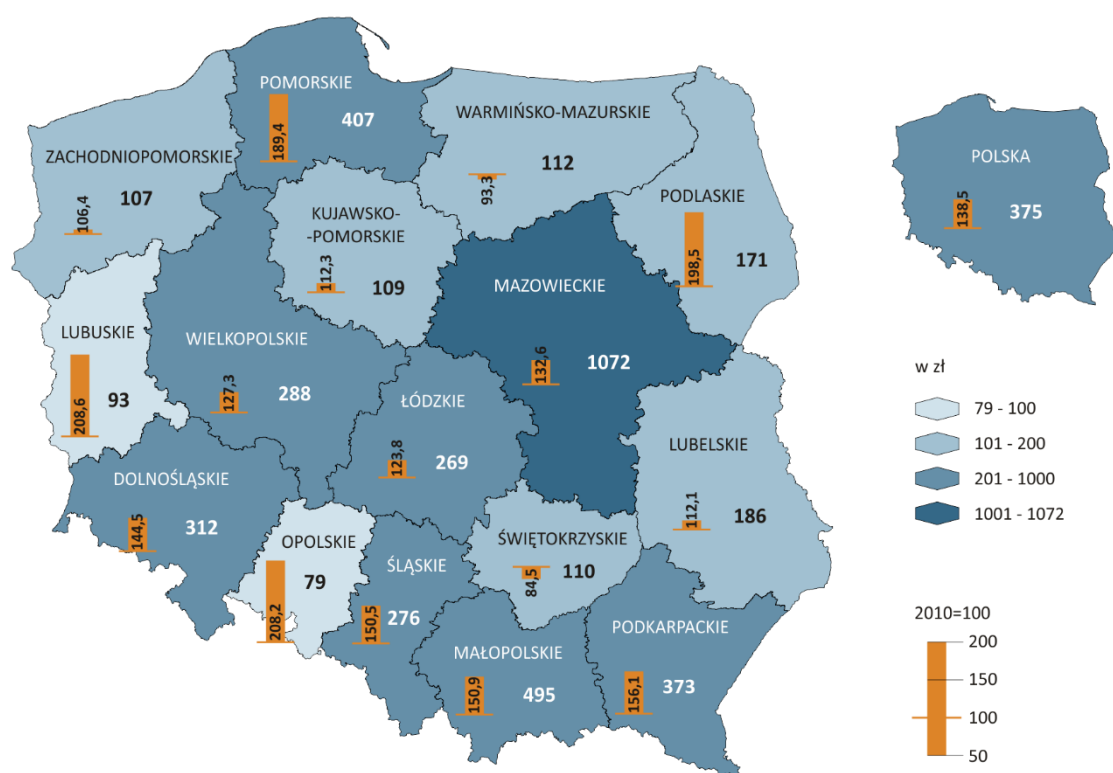 POMORSKIE
189,4
407
WARMIŃSKO-MAZURSKIE
93,3
112
ZACHODNIOPOMORSKIE
106,4
107
KUJAWSKO-
-POMORSKIE
112,3
109
PODLASKIE
198,5
171
POLSKA
138,5
375
MAZOWIECKIE
132,6
1072
LUBUSKIE
208,6
93
WIELKOPOLSKIE
127,3
288
ŁÓDZKIE
123,8
269
LUBELSKIE
112,1
186
DOLNOŚLĄSKIE
144,5
312
OPOLSKIE
208,2
79
ŚLĄSKIE
150,5
276
ŚWIĘTOKRZYSKIE
84,5
110
MAŁOPOLSKIE
150,9
495
PODKARPACKIE
156,1
373
w zł
79 - 100
101 - 200
201 - 1000
1001 - 1072
2010=100
200
150
100
50